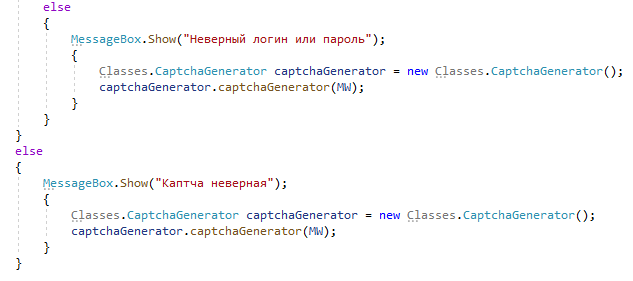 else
{
MessageBox.Show("Неверный логин или пароль");
{
Classes.CaptchaGenerator captchaGenerator = new Classes.CaptchaGenerator();
captchaGenerator.captchaGenerator(MW);
}
}
}
else
{
MessageBox.Show("Каптча неверная");
{
Classes.CaptchaGenerator captchaGenerator = new Classes.CaptchaGenerator();
captchaGenerator.captchaGenerator(MW);
}
}